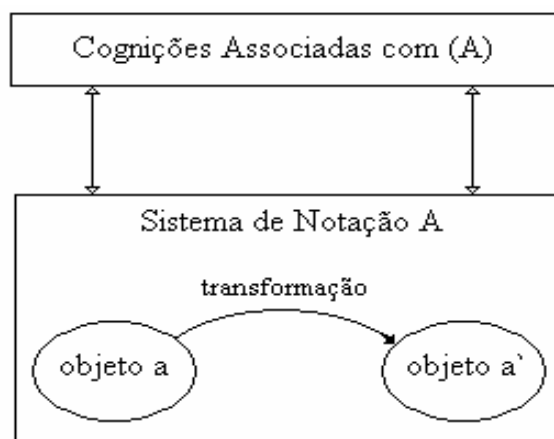 Cognições Associadas com (A)
Sistema de Notação A
transformação
objeto a
objeto a`